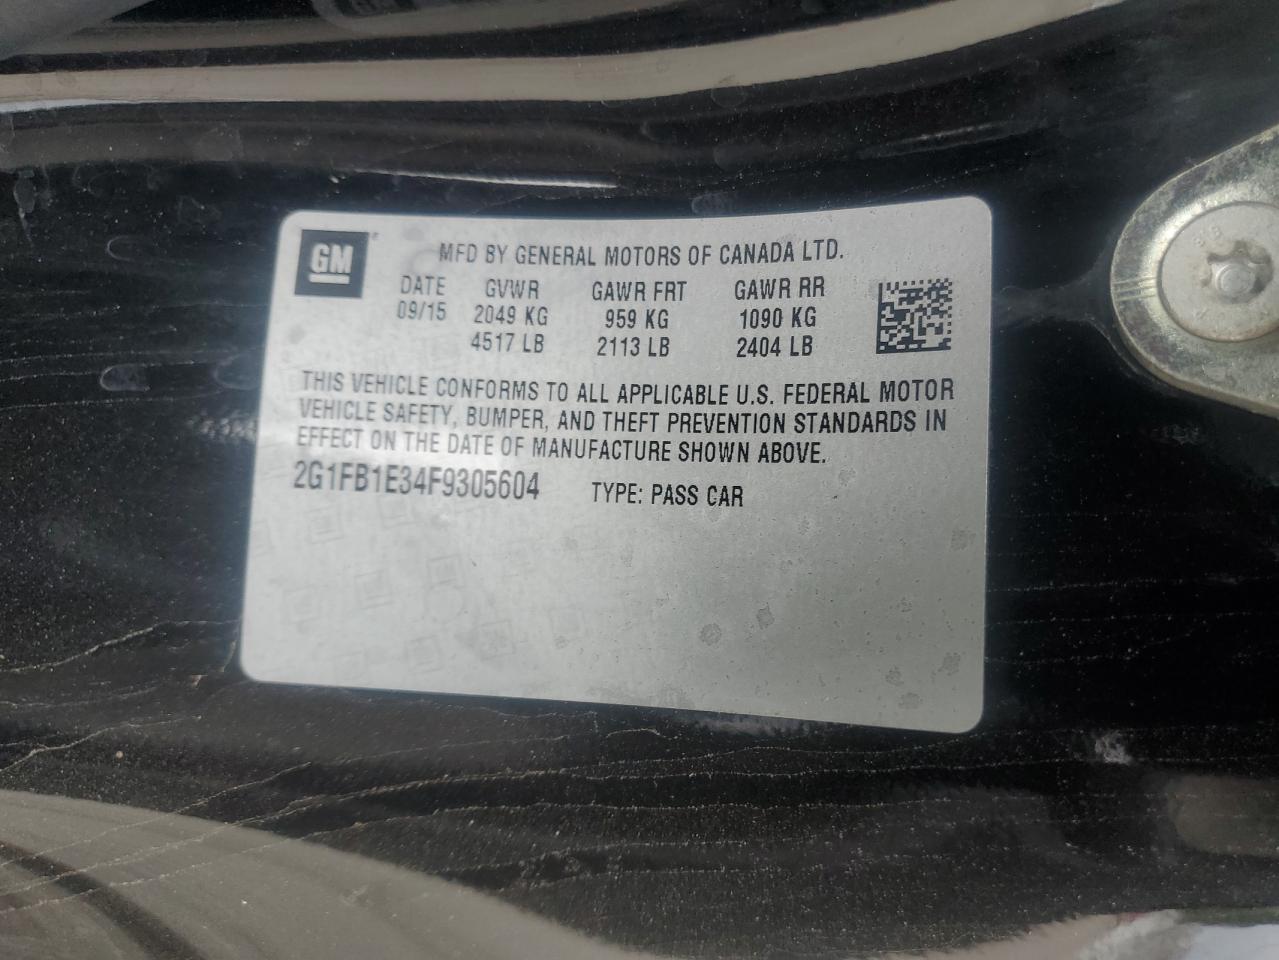 GM
MFD BY GENERAL MOTORS OF CANADA LTD.
DATE GVWR GAWR FRT GAWR RR
09/15 2049 KG 959 KG 1090 KG
4517 LB 2113 LB 2404 LB
THIS VEHICLE CONFORMS TO ALL APPLICABLE U.S. FEDERAL MOTOR
VEHICLE SAFETY, BUMPER, AND THEFT PREVENTION STANDARDS IN
EFFECT ON THE DATE OF MANUFACTURE SHOWN ABOVE.
2G1FB1E34F9305604 TYPE: PASS CAR